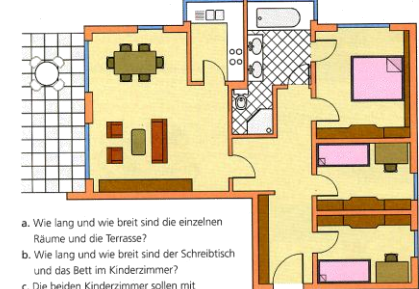 a. Wie lang und wie breit sind die einzelnen
Räume und die Terrasse?
b. Wie lang und wie breit sind der Schreibtisch
und das Bett im Kinderzimmer?
c. Die beiden Kinderzimmer sollen mit